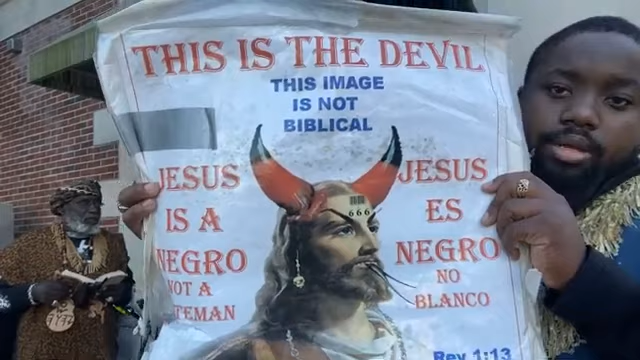 THIS IS THE DEVIL
THIS IMAGE
IS NOT
BIBLICAL
JESUS
IS A
NEGRO
NOT A
TEMAN
666
JESUS
ES
NEGRO
NO
BLANCO
Rev 1:13